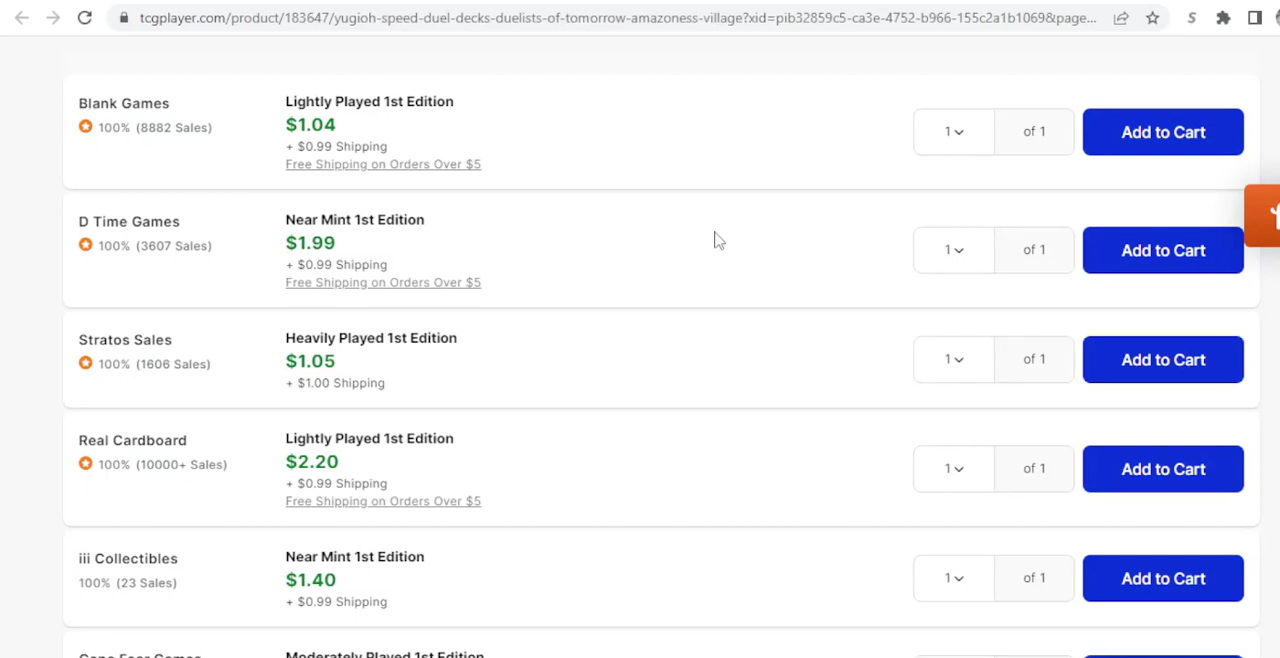 tcgplayer.com/product/183647/yugioh-speed-duel-decks-duelists-of-tomorrow-amazoness-village?xid=pib32859c5-ca3e-4752-b966-155c2a1b1069&page...
Blank Games
100% (8882 Sales)
Lightly Played 1st Edition
$1.04
+ $0.99 Shipping
Free Shipping on Orders Over $5
1
of 1
Add to Cart
D Time Games
100% (3607 Sales)
Near Mint 1st Edition
$1.99
+ $0.99 Shipping
Free Shipping on Orders Over $5
1
of 1
Add to Cart
Stratos Sales
100% (1606 Sales)
Heavily Played 1st Edition
$1.05
+ $1.00 Shipping
1
of 1
Add to Cart
Real Cardboard
100% (10000+ Sales)
Lightly Played 1st Edition
$2.20
+ $0.99 Shipping
Free Shipping on Orders Over $5
1
of 1
Add to Cart
iii Collectibles
100% (23 Sales)
Near Mint 1st Edition
$1.40
+ $0.99 Shipping
1
of 1
Add to Cart
Cape Fear Games
Moderately Played 1st Edition